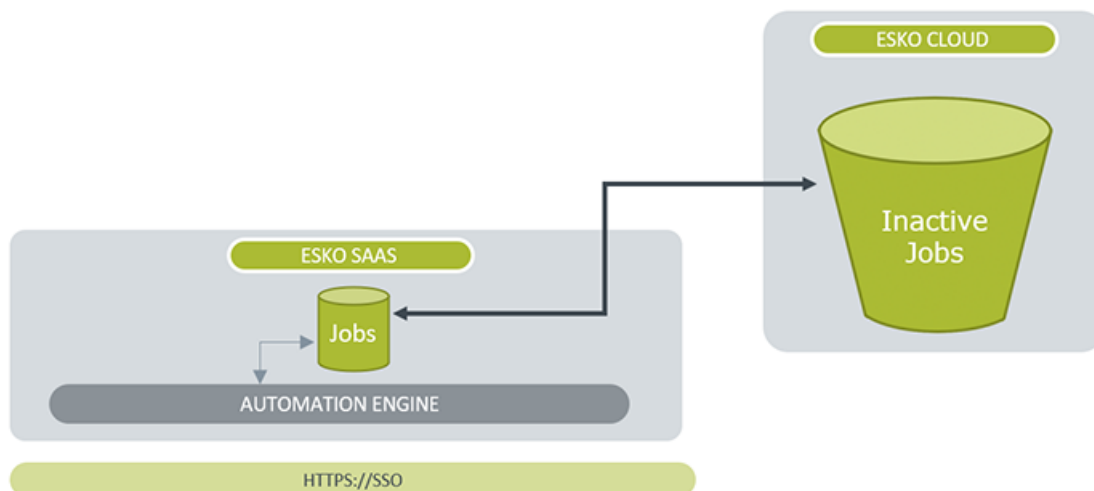 ESKO CLOUD
Inactive
Jobs
ESKO SAAS
Jobs
AUTOMATION ENGINE
HTTPS://SSO